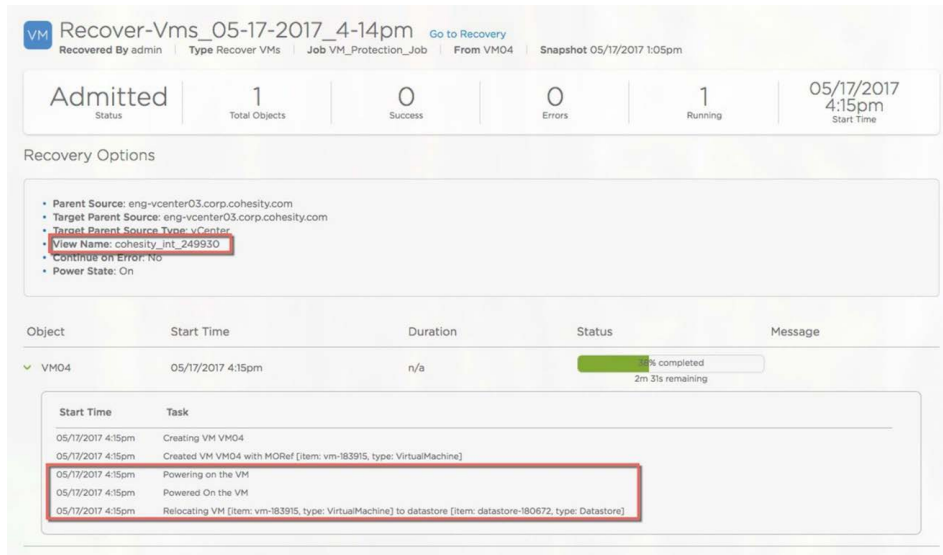 VM Recover-Vms_05-17-2017_4-14pm Go to Recovery
Recovered By admin Type Recover VMs Job VM_Protection_Job From VM04 Snapshot 05/17/2017 1:05pm
Admitted 1 0 0 1 05/17/2017 4:15pm
Status Total Objects Success Errors Running Start Time
Recovery Options
• Parent Source: eng-vcenter03.corp.cohesity.com
• Target Parent Source: eng-vcenter03.corp.cohesity.com
• Target Parent Source Type: vCenter
• View Name: cohesity_int_249930
• Continue on Error: No
• Power State: On
Object Start Time Duration Status Message
VM04 05/17/2017 4:15pm n/a completed
2m 31s remaining
Start Time Task
05/17/2017 4:15pm Creating VM VM04
05/17/2017 4:15pm Created VM VM04 with MORef [item: vm-183915, type: VirtualMachine]
05/17/2017 4:15pm Powering on the VM
05/17/2017 4:15pm Powered On the VM
05/17/2017 4:15pm Relocating VM [item: vm-183915, type: VirtualMachine] to datastore [item: datastore-180672, type: Datastore]